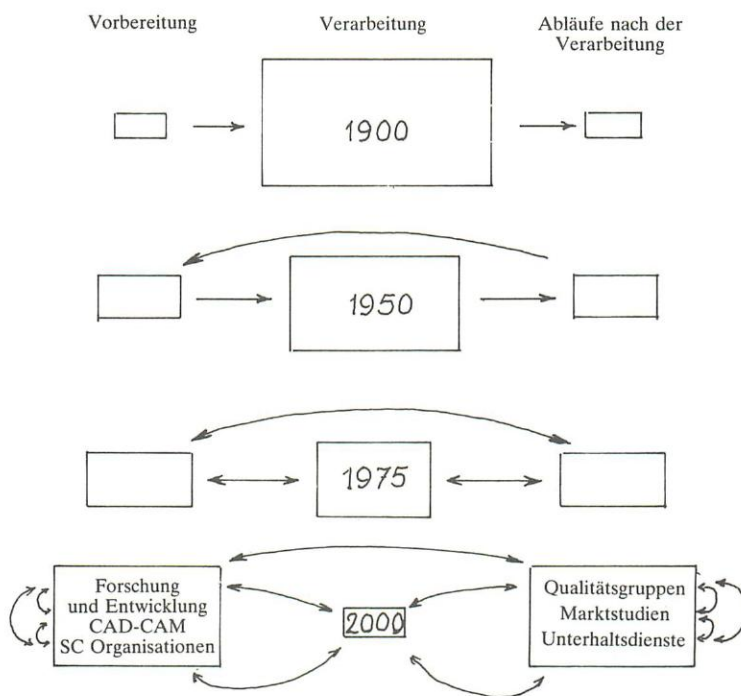 Vorbereitung
Verarbeitung
Abläufe nach der
Verarbeitung
1900
1950
1975
Forschung
und Entwicklung
CAD-CAM
SC Organisationen
2000
Qualitätsgruppen
Marktstudien
Unterhaltsdienste